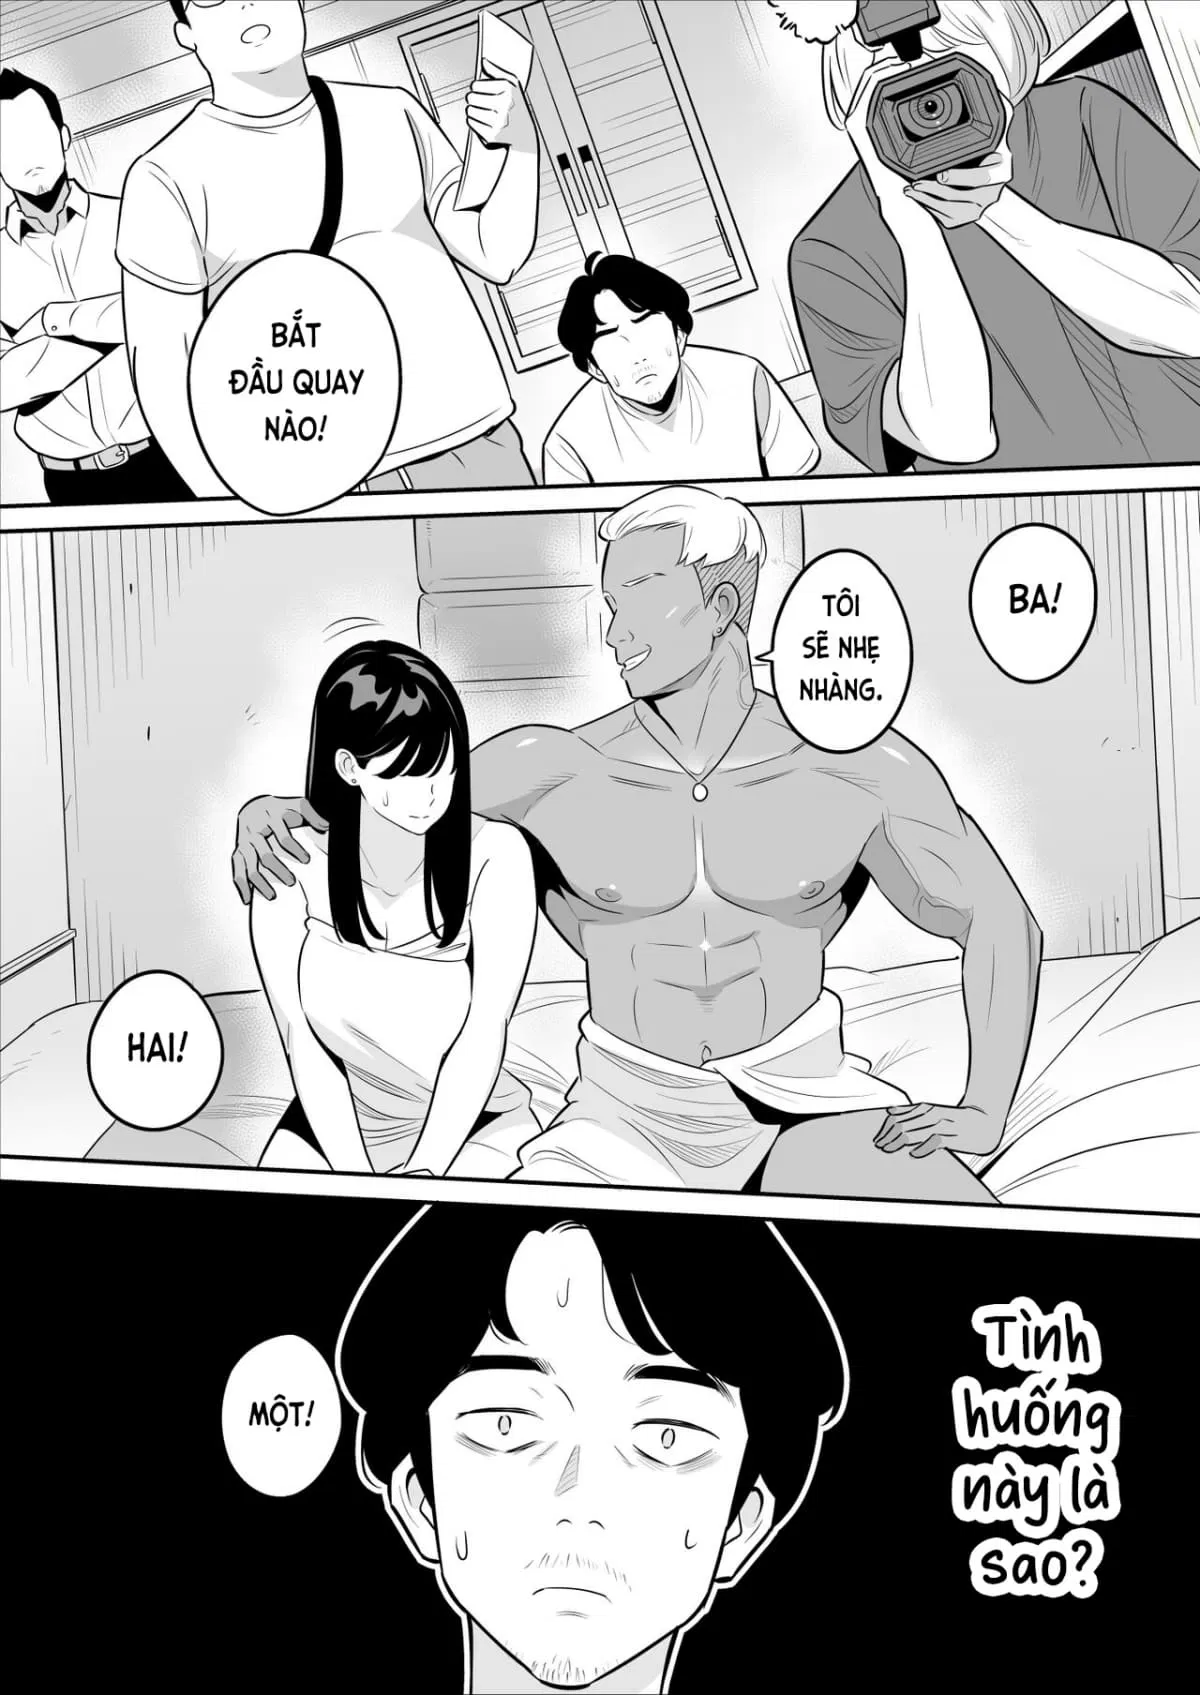 BẮT
ĐẦU QUAY
NÀO!
BA!
TÔI
SẼ NHẸ
NHÀNG.
HAI!
Tình
huống
này là
sao?
MỘT!